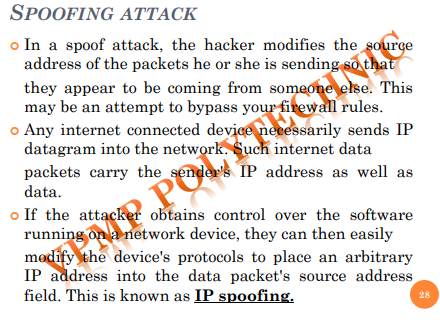 SPOOFING ATTACK
In a spoof attack, the hacker modifies the source
address of the packets he or she is sending so that
they appear to be coming from someone else. This
may be an attempt to bypass your firewall rules.
Any internet connected device necessarily sends IP
datagram into the network. Such internet data
packets carry the sender's IP address as well as
data.
If the attacker obtains control over the software
running on a network device, they can then easily
modify the device's protocols to place an arbitrary
IP address into the data packet's source address
field. This is known as IP spoofing.
VPMP POLYTECHNIC
28